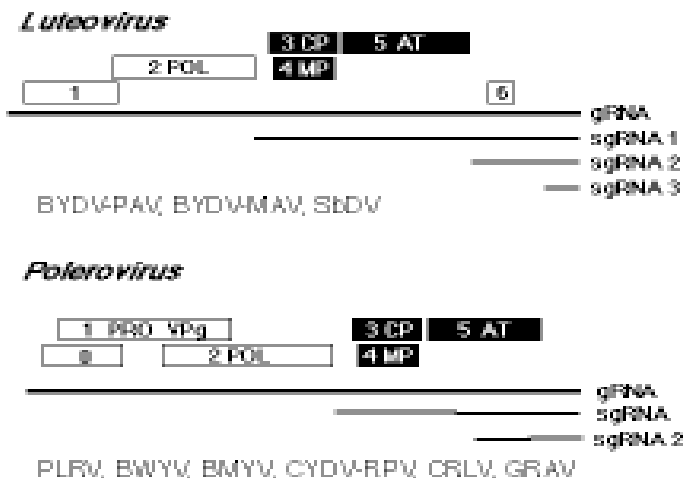 Luteovirus
3 CP 5 AT
2 POL 4 MP
1 6
gRNA
sgRNA 1
sgRNA 2
sgRNA 3
BYDV-PAV, BYDV-MAV, SbDV
Polerovirus
1 PRO VPg 3 CP 5 AT
0 2 POL 4 MP
gRNA
sgRNA
sgRNA 2
PLRV, BWYV, BMYV, CYDV-RPV, CRLV, GRAV